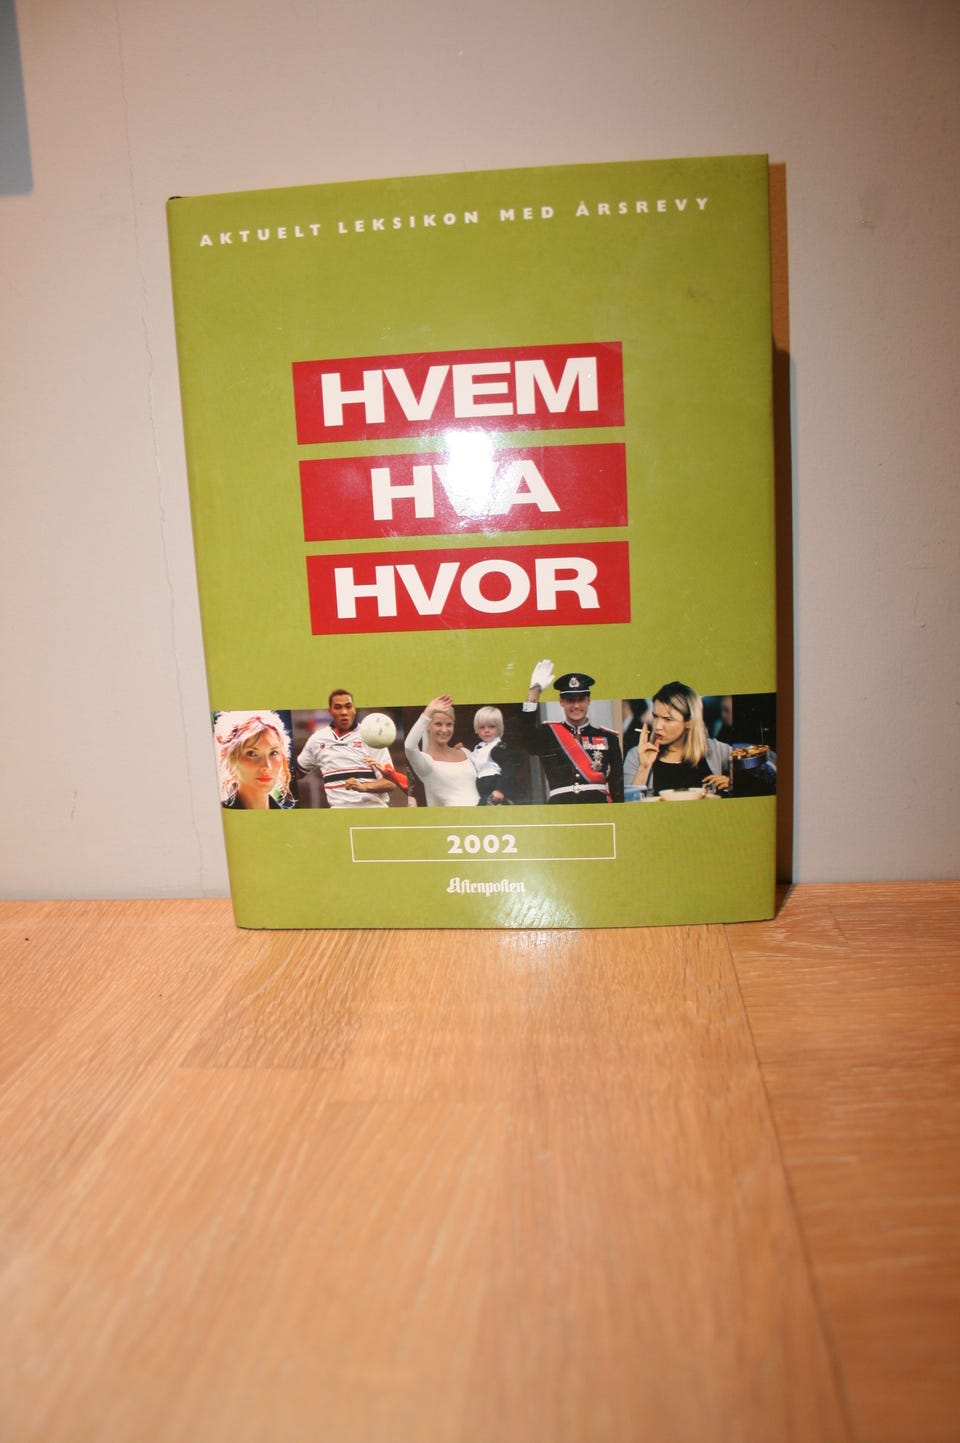 AKTUELT LEKSIKON MED ÅRSREVY
HVEM
HVA
HVOR
2002
Aftenposten